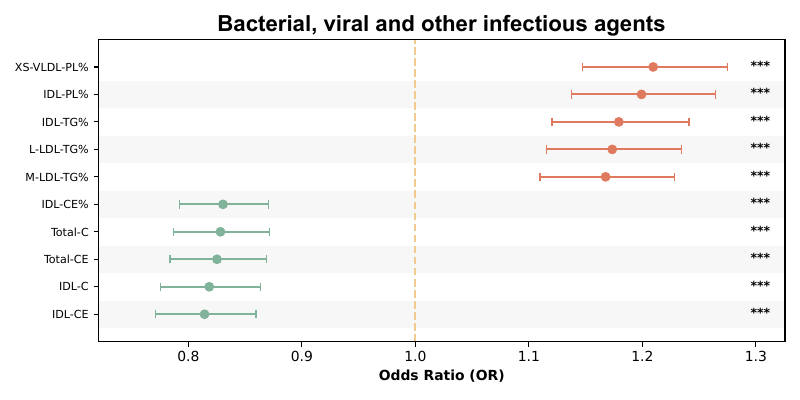 Bacterial, viral and other infectious agents
XS-VLDL-PL% ***
IDL-PL% ***
IDL-TG% ***
L-LDL-TG% ***
M-LDL-TG% ***
IDL-CE% ***
Total-C ***
Total-CE ***
IDL-C ***
IDL-CE ***
0.8 0.9 1.0 1.1 1.2 1.3
Odds Ratio (OR)